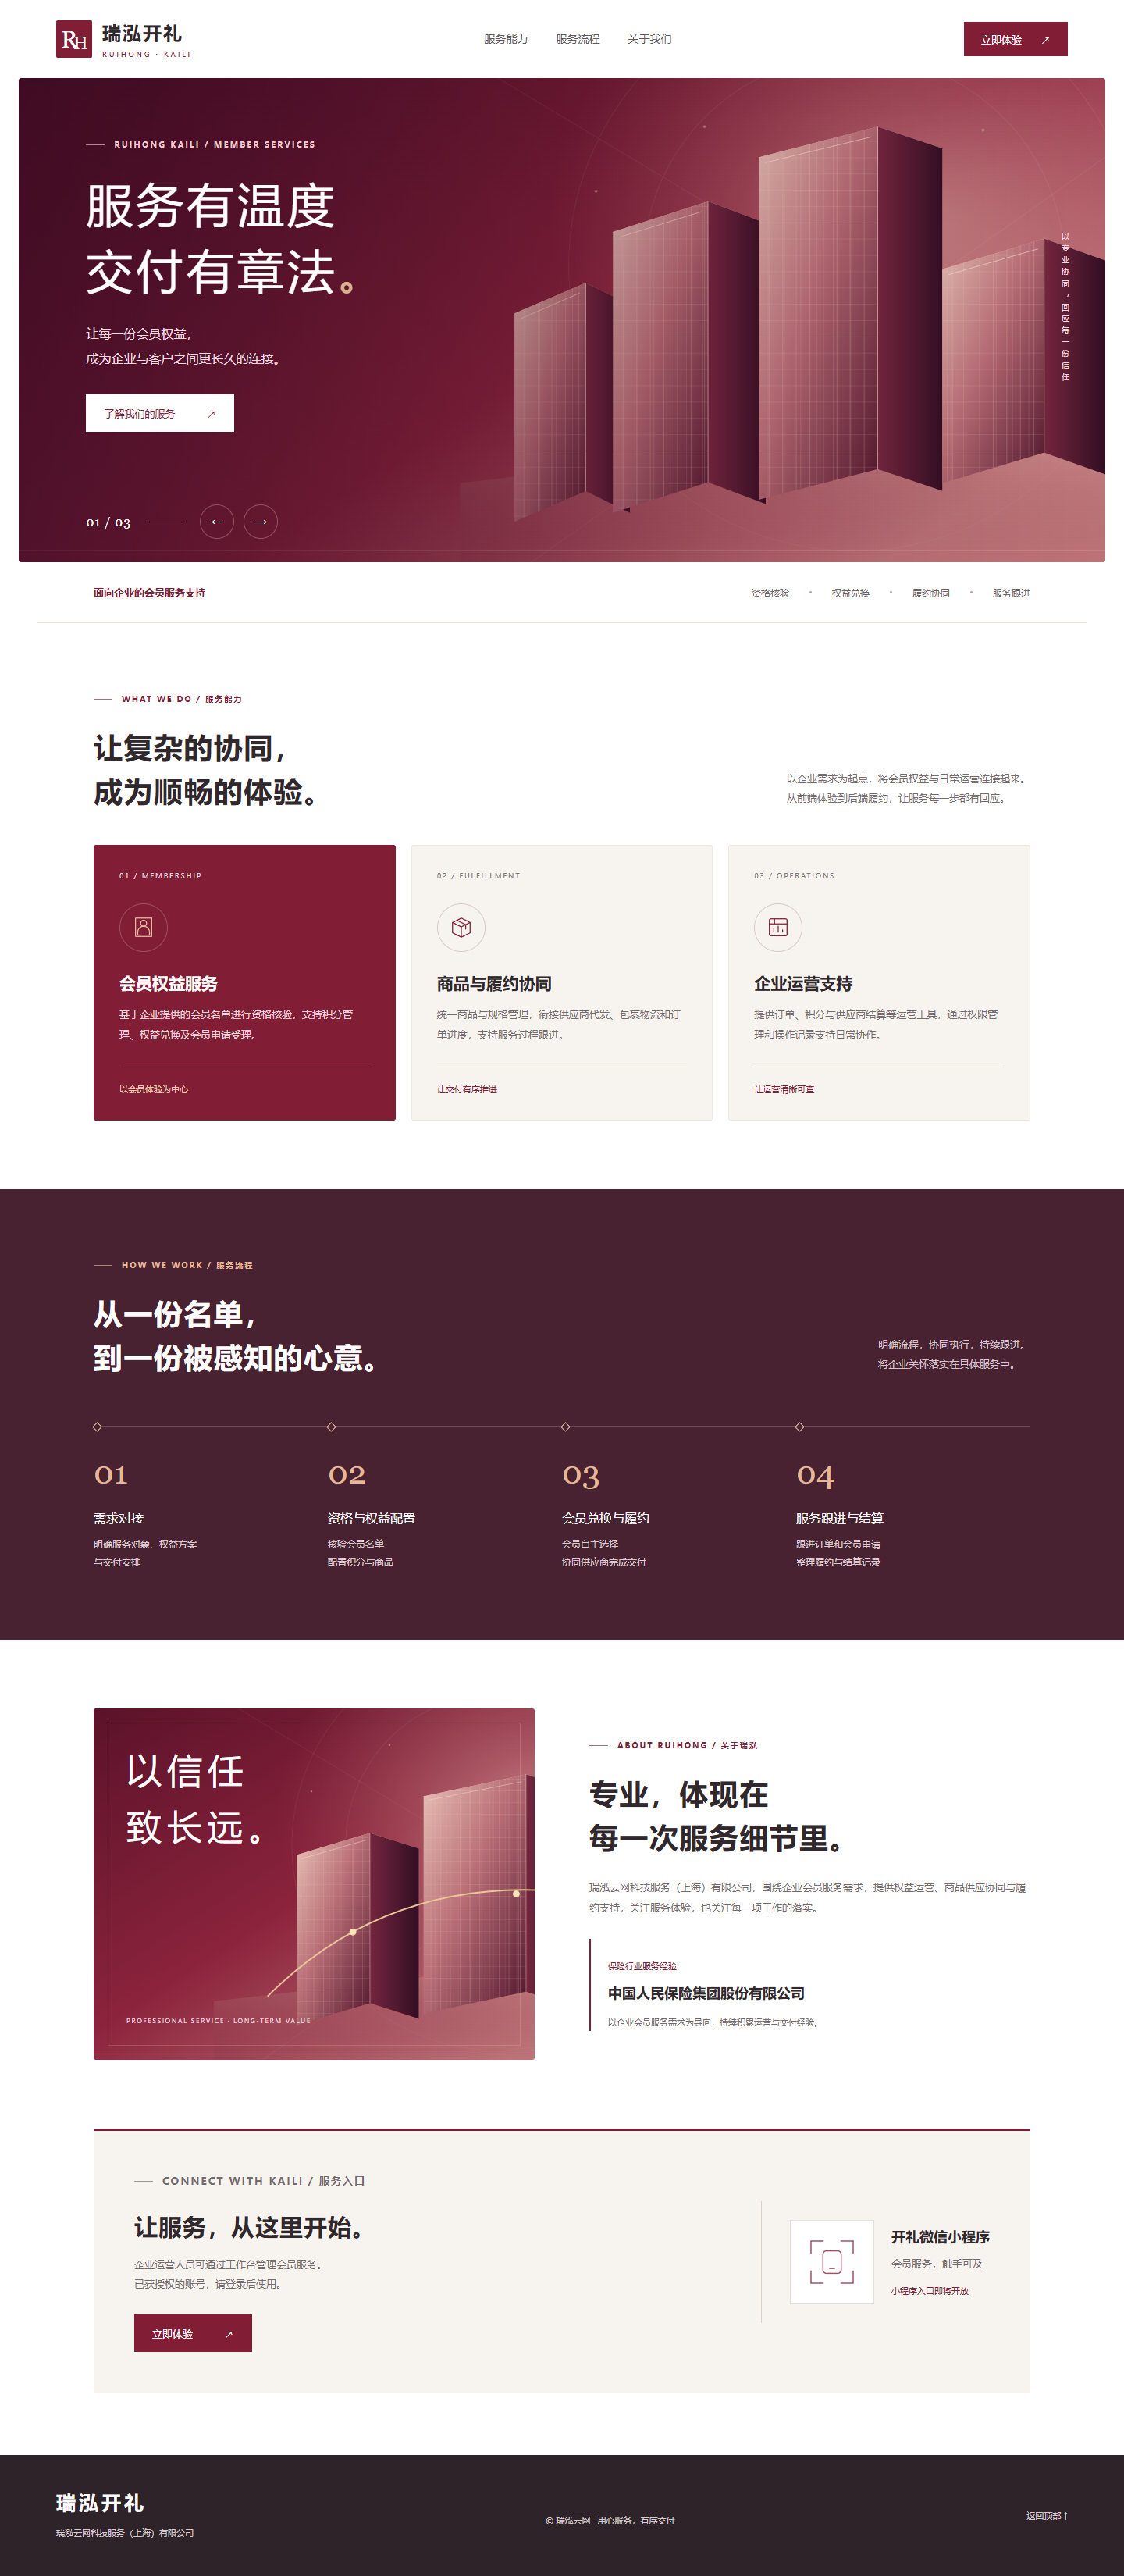 RH
瑞泓开礼
RUIHONG · KAILI
服务能力
服务流程
关于我们
立即体验 ↗
RUIHONG KAILI / MEMBER SERVICES
服务有温度
交付有章法。
让每一份会员权益，
成为企业与客户之间更长久的连接。
了解我们的服务 ↗
以专业协同，回应每一份信任
01 / 03 ← →
面向企业的会员服务支持
资格核验 · 权益兑换 · 履约协同 · 服务跟进
WHAT WE DO / 服务能力
让复杂的协同，
成为顺畅的体验。
以企业需求为起点，将会员权益与日常运营连接起来。
从前端体验到后端履约，让服务每一步都有回应。
01 / MEMBERSHIP
会员权益服务
基于企业提供的会员名单进行资格核验，支持积分管
理、权益兑换及会员申请受理。
以会员体验为中心
02 / FULFILLMENT
商品与履约协同
统一商品与规格管理，衔接供应商代发、包裹物流和订
单进度，支持服务过程跟进。
让交付有序推进
03 / OPERATIONS
企业运营支持
提供订单、积分与供应商结算等运营工具，通过权限管
理和操作记录支持日常协作。
让运营清晰可查
HOW WE WORK / 服务流程
从一份名单，
到一份被感知的心意。
明确流程，协同执行，持续跟进。
将企业关怀落实在具体服务中。
01
需求对接
明确服务对象、权益方案
与交付安排
02
资格与权益配置
核验会员名单
配置积分与商品
03
会员兑换与履约
会员自主选择
协同供应商完成交付
04
服务跟进与结算
跟进订单和会员申请
整理履约与结算记录
以信任
致长远。
PROFESSIONAL SERVICE · LONG-TERM VALUE
ABOUT RUIHONG / 关于瑞泓
专业，体现在
每一次服务细节里。
瑞泓云网科技服务（上海）有限公司，围绕企业会员服务需求，提供权益运营、商品供应协同与履
约支持，关注服务体验，也关注每一项工作的落实。
保险行业服务经验
中国人民保险集团股份有限公司
以企业会员服务需求为导向，持续积累运营与交付经验。
CONNECT WITH KAILI / 服务入口
让服务，从这里开始。
企业运营人员可通过工作台管理会员服务。
已获授权的账号，请登录后使用。
立即体验 ↗
开礼微信小程序
会员服务，触手可及
小程序入口即将开放
瑞泓开礼
瑞泓云网科技服务（上海）有限公司
© 瑞泓云网 · 用心服务，有序交付
返回顶部 ↑